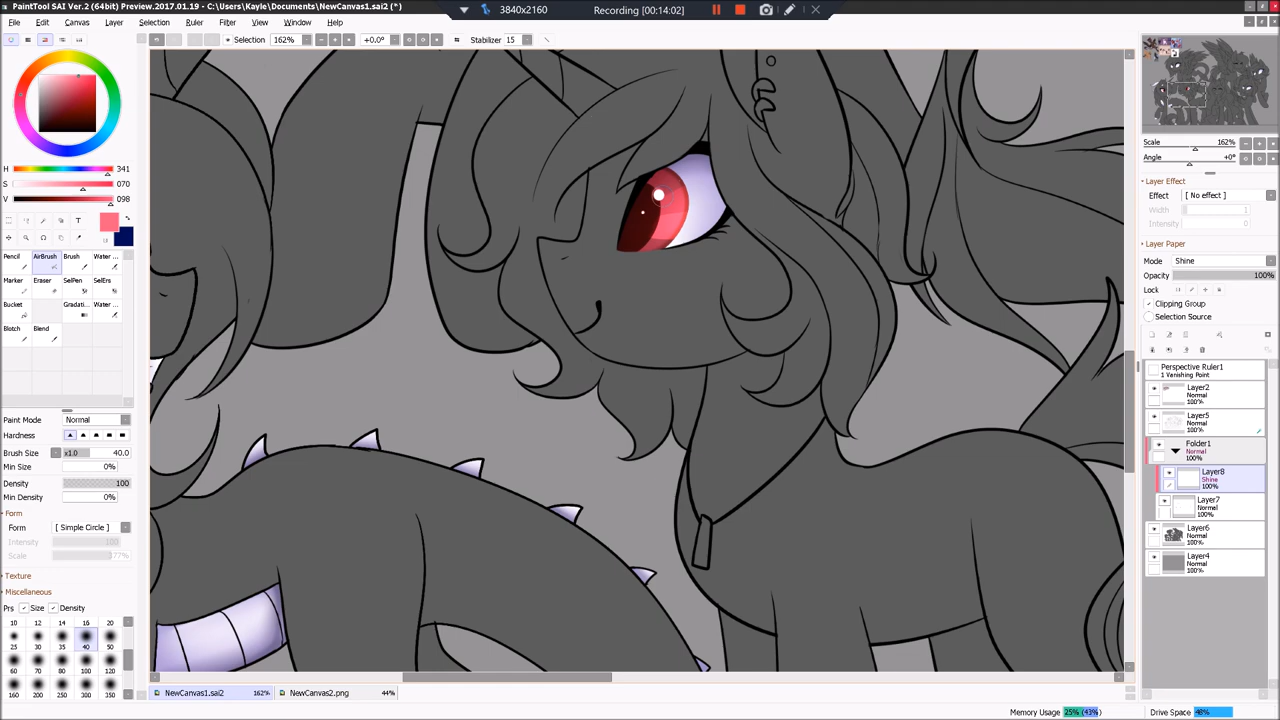 PaintTool SAI Ver.2 (64bit) Preview.2017.01.19 - C:\Users\Kayle\Documents\NewCanvas1.sai2 (*)
3840x2160
Recording [00:14:02]
File Edit Canvas Layer Selection Ruler Filter View Window Help
Selection 162% +0.0° Stabilizer 15
H 341
S 070
V 098
T
Pencil AirBrush Brush Water ...
Marker Eraser SelPen SelErs
Bucket Gradati... Water ...
Blotch Blend
Paint Mode Normal
Hardness
Brush Size x1.0 40.0
Min Size 0%
Density 100
Min Density 0%
Form
Form [ Simple Circle ]
Intensity 100
Scale 377%
Texture
Miscellaneous
Prs Size Density
10 12 14 16 20
25 30 35 40 50
60 70 80 100 120
160 200 250 300 350
Scale 162%
Angle +0°
Layer Effect
Effect [ No effect ]
Width 1
Intensity
Layer Paper
Mode Shine
Opacity 100%
Lock
Clipping Group
Selection Source
Perspective Ruler1
1 Vanishing Point
Layer2
Normal
100%
Layer5
Normal
100%
Folder1
Normal
100%
Layer8
Shine
100%
Layer7
Normal
100%
Layer6
Normal
100%
Layer4
Normal
100%
NewCanvas1.sai2 162% NewCanvas2.png 44%
Memory Usage 25% (43%) Drive Space 48%